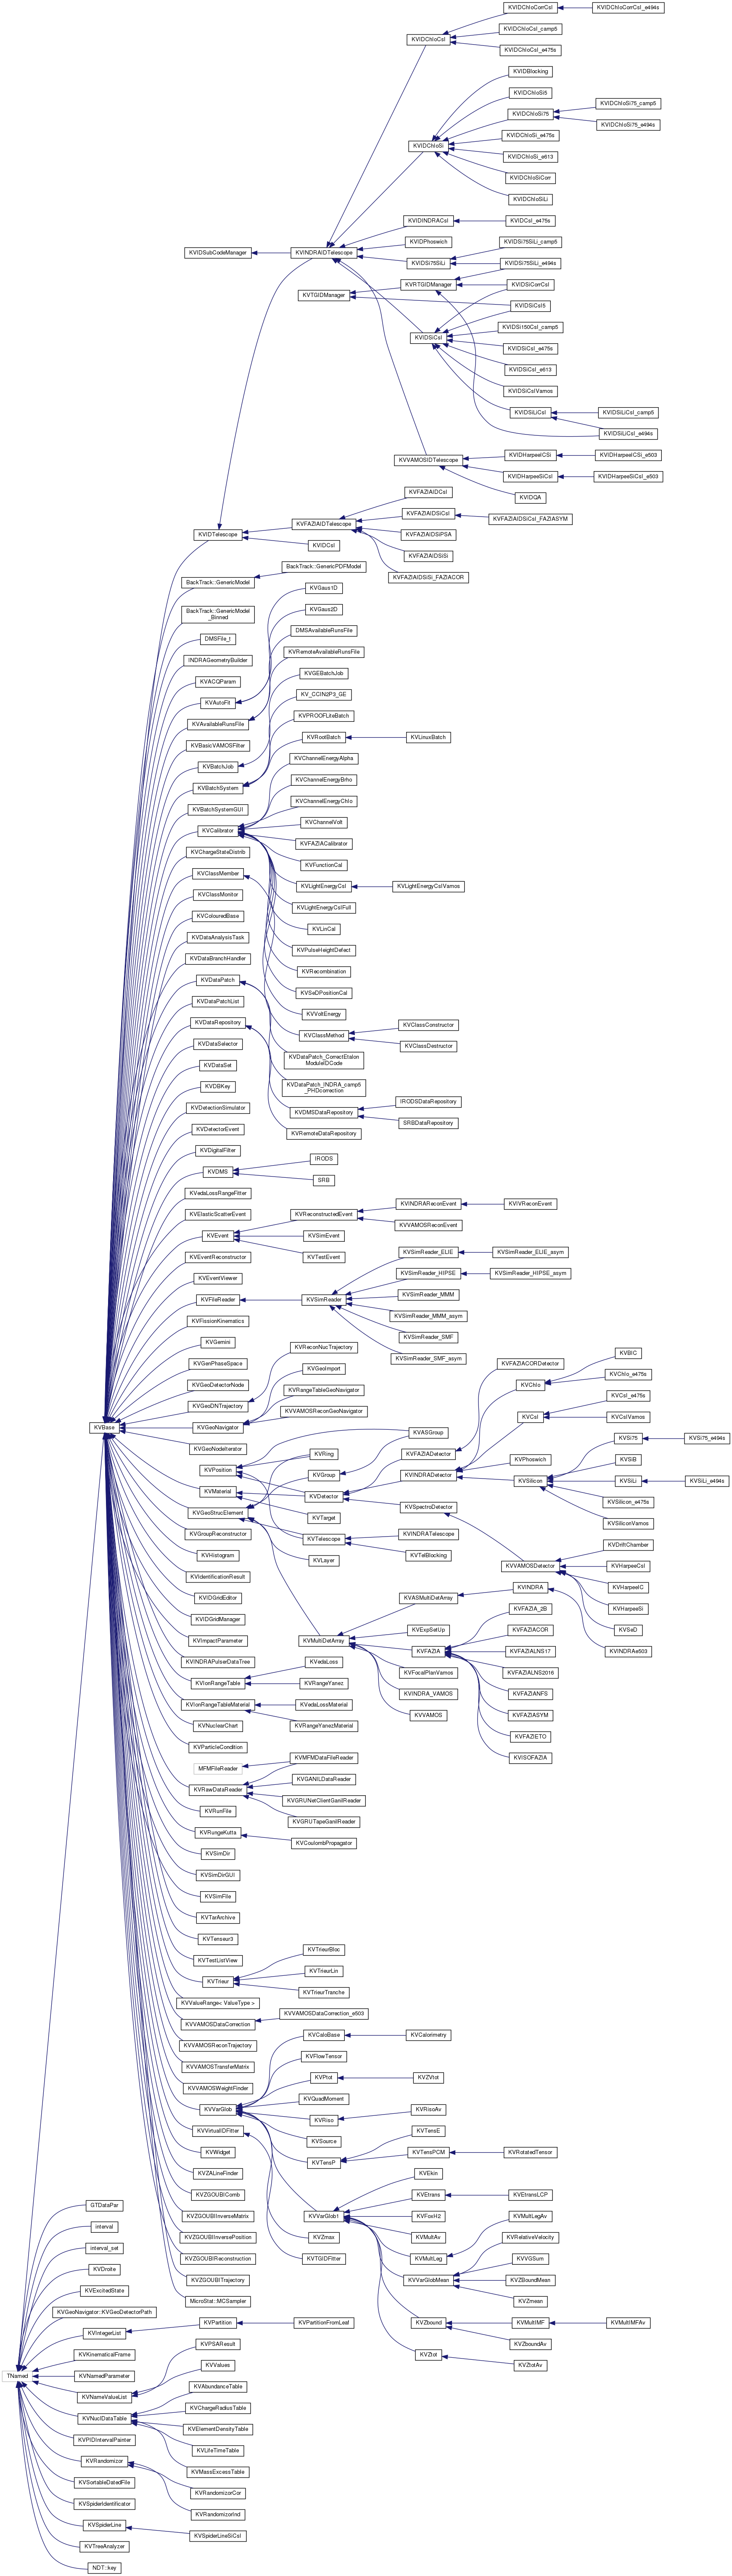 KVIDChIoCorrCsI
KVIDChIoCorrCsI_e494s
KVIDChIoCsI
KVIDChIoCsI_camp5
KVIDChIoCsI_e475s
KVIDBlocking
KVIDChIoSi5
KVIDChIoSi75
KVIDChIoSi75_camp5
KVIDChIoSi75_e494s
KVIDChIoSi
KVIDChIoSi_e475s
KVIDChIoSi_e613
KVIDChIoSiCorr
KVIDChIoSiLi
KVIDINDRACsI
KVIDCsI_e475s
KVIDPhoswich
KVIDSubCodeManager
KVINDRAIDTelescope
KVIDSi75SiLi
KVIDSi75SiLi_camp5
KVIDSi75SiLi_e494s
KVTGIDManager
KVRTGIDManager
KVIDSiCorrCsI
KVIDSiCsI5
KVIDSiCsI
KVIDSi150CsI_camp5
KVIDSiCsI_e475s
KVIDSiCsI_e613
KVIDSiCsIVamos
KVIDSiLiCsI
KVIDSiLiCsI_camp5
KVIDSiLiCsI_e494s
KVVAMOSIDTelescope
KVIDHarpeeICSi
KVIDHarpeeICSi_e503
KVIDHarpeeSiCsI
KVIDHarpeeSiCsI_e503
KVIDQA
KVIDTelescope
KVFAZIAIDTelescope
KVIDCsI
KVFAZIAIDCsI
KVFAZIAIDSiCsI
KVFAZIAIDSiCsI_FAZIASYM
KVFAZIAIDSiPSA
KVFAZIAIDSiSi
KVFAZIAIDSiSi_FAZIACOR
BackTrack::GenericModel
BackTrack::GenericPDFModel
BackTrack::GenericModel
_Binned
KVGaus1D
KVGaus2D
DMSFile_t
DMSAvailableRunsFile
INDRAGeometryBuilder
KVRemoteAvailableRunsFile
KVACQParam
KVGEBatchJob
KVAutoFit
KV_CCIN2P3_GE
KVAvailableRunsFile
KVPROOFLiteBatch
KVBasicVAMOSFilter
KVRootBatch
KVLinuxBatch
KVBatchJob
KVChannelEnergyAlpha
KVBatchSystem
KVChannelEnergyBrho
KVBatchSystemGUI
KVChannelEnergyChIo
KVCalibrator
KVChannelVolt
KVChargeStateDistrib
KVFAZIACalibrator
KVClassMember
KVFunctionCal
KVClassMonitor
KVLightEnergyCsI
KVLightEnergyCsIVamos
KVColouredBase
KVLightEnergyCsIFull
KVDataAnalysisTask
KVLinCal
KVDataBranchHandler
KVPulseHeightDefect
KVDataPatch
KVRecombination
KVDataPatchList
KVSeDPositionCal
KVDataRepository
KVVoltEnergy
KVDataSelector
KVClassMethod
KVClassConstructor
KVClassDestructor
KVDataSet
KVDataPatch_CorrectEtalon
ModuleIDCode
KVDBKey
KVDataPatch_INDRA_camp5
_PHDcorrection
KVDetectionSimulator
KVDMSDataRepository
IRODSDataRepository
SRBDataRepository
KVDetectorEvent
KVRemoteDataRepository
KVDigitalFilter
KVDMS
IRODS
SRB
KVedaLossRangeFitter
KVElasticScatterEvent
KVEvent
KVReconstructedEvent
KVINDRAReconEvent
KVIVReconEvent
KVVAMOSReconEvent
KVSimEvent
KVTestEvent
KVEventReconstructor
KVEventViewer
KVFileReader
KVSimReader
KVSimReader_ELIE
KVSimReader_ELIE_asym
KVSimReader_HIPSE
KVSimReader_HIPSE_asym
KVSimReader_MMM
KVSimReader_MMM_asym
KVSimReader_SMF
KVSimReader_SMF_asym
KVFissionKinematics
KVGemini
KVReconNucTrajectory
KVGenPhaseSpace
KVGeoImport
KVGeoDetectorNode
KVRangeTableGeoNavigator
KVGeoDNTrajectory
KVVAMOSReconGeoNavigator
KVBase
KVGeoNavigator
KVGeoNodeIterator
KVPosition
KVRing
KVGroup
KVASGroup
KVMaterial
KVDetector
KVTarget
KVGeoStrucElement
KVTelescope
KVINDRATelescope
KVTelBlocking
KVLayer
KVFAZIADetector
KVFAZIACORDetector
KVINDRADetector
KVSpectroDetector
KVChIo
KVBIC
KVChIo_e475s
KVCsI
KVCsI_e475s
KVCsIVamos
KVPhoswich
KVSilicon
KVSi75
KVSi75_e494s
KVSiB
KVSiLi
KVSiLi_e494s
KVSilicon_e475s
KVSiliconVamos
KVVAMOSDetector
KVDriftChamber
KVHarpeeCsI
KVHarpeeIC
KVHarpeeSi
KVSeD
KVGroupReconstructor
KVHistogram
KVIdentificationResult
KVIDGridEditor
KVIDGridManager
KVImpactParameter
KVINDRAPulserDataTree
KVMultiDetArray
KVASMultiDetArray
KVINDRA
KVINDRAe503
KVExpSetUp
KVFAZIA
KVFAZIA_2B
KVFAZIACOR
KVFAZIALNS17
KVFAZIALNS2016
KVFAZIANFS
KVFAZIASYM
KVFAZIETO
KVISOFAZIA
KVFocalPlanVamos
KVINDRA_VAMOS
KVVAMOS
KVIonRangeTable
KVedaLoss
KVRangeYanez
KVIonRangeTableMaterial
KVedaLossMaterial
KVRangeYanezMaterial
KVNuclearChart
KVParticleCondition
MFMFileReader
KVMFMDataFileReader
KVRawDataReader
KVGANILDataReader
KVGRUNetClientGanilReader
KVGRUTapeGanilReader
KVRunFile
KVRungeKutta
KVCoulombPropagator
KVSimDir
KVSimDirGUI
KVSimFile
KVTarArchive
KVTenseur3
KVTestListView
KVTrieur
KVTrieurBloc
KVTrieurLin
KVTrieurTranche
KVValueRange< ValueType >
KVVAMOSDataCorrection
KVVAMOSDataCorrection_e503
KVVAMOSReconTrajectory
KVVAMOSTransferMatrix
KVVAMOSWeightFinder
KVVarGlob
KVCaloBase
KVCalorimetry
KVFlowTensor
KVPtot
KVZVtot
KVQuadMoment
KVRiso
KVRisoAv
KVSource
KVTensP
KVTensE
KVTensPCM
KVRotatedTensor
KVVirtualIDFitter
KVWidget
KVZALineFinder
KVZGOUBIComb
KVZGOUBIInverseMatrix
KVZGOUBIInversePosition
KVZGOUBIReconstruction
KVZGOUBITrajectory
MicroStat::MCSampler
KVVarGlob1
KVZmax
KVTGIDFitter
KVEkin
KVEtrans
KVEtransLCP
KVFoxH2
KVMultAv
KVMultLeg
KVMultLegAv
KVVarGlobMean
KVRelativeVelocity
KVVGSum
KVZBoundMean
KVZmean
KVZbound
KVMultIMF
KVMultIMFAv
KVZboundAv
KVZtot
KVZtotAv
TNamed
GTDataPar
interval
interval_set
KVDroite
KVExcitedState
KVGeoNavigator::KVGeoDetectorPath
KVIntegerList
KVPartition
KVPartitionFromLeaf
KVKinematicalFrame
KVNamedParameter
KVNameValueList
KVPSAResult
KVValues
KVNuclDataTable
KVAbundanceTable
KVChargeRadiusTable
KVElementDensityTable
KVLifeTimeTable
KVMassExcessTable
KVPIDIntervalPainter
KVRandomizor
KVRandomizorCor
KVRandomizorInd
KVSortableDatedFile
KVSpiderIdentificator
KVSpiderLine
KVSpiderLineSiCsI
KVTreeAnalyzer
NDT::key